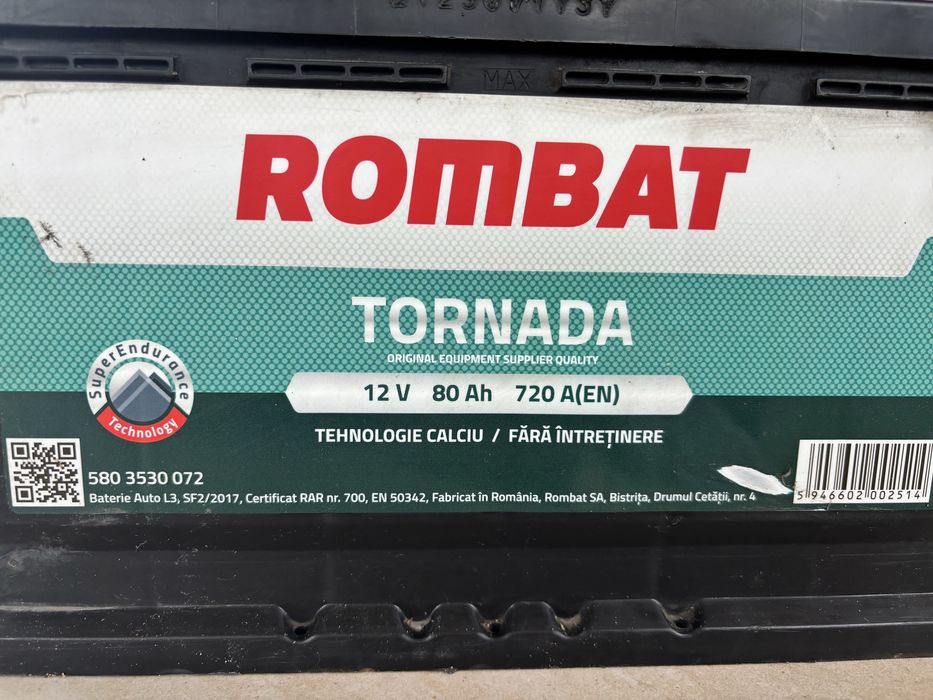 MAX
ROMBAT
TORNADA
ORIGINAL EQUIPMENT SUPPLIER QUALITY
12 V 80 Ah 720 A(EN)
SuperEndurance
Technology
TEHNOLOGIE CALCIU / FĂRĂ ÎNTREȚINERE
580 3530 072
Baterie Auto L3, SF2/2017, Certificat RAR nr. 700, EN 50342, Fabricat în România, Rombat SA, Bistrița, Drumul Cetății, nr. 4
5 946602 002514